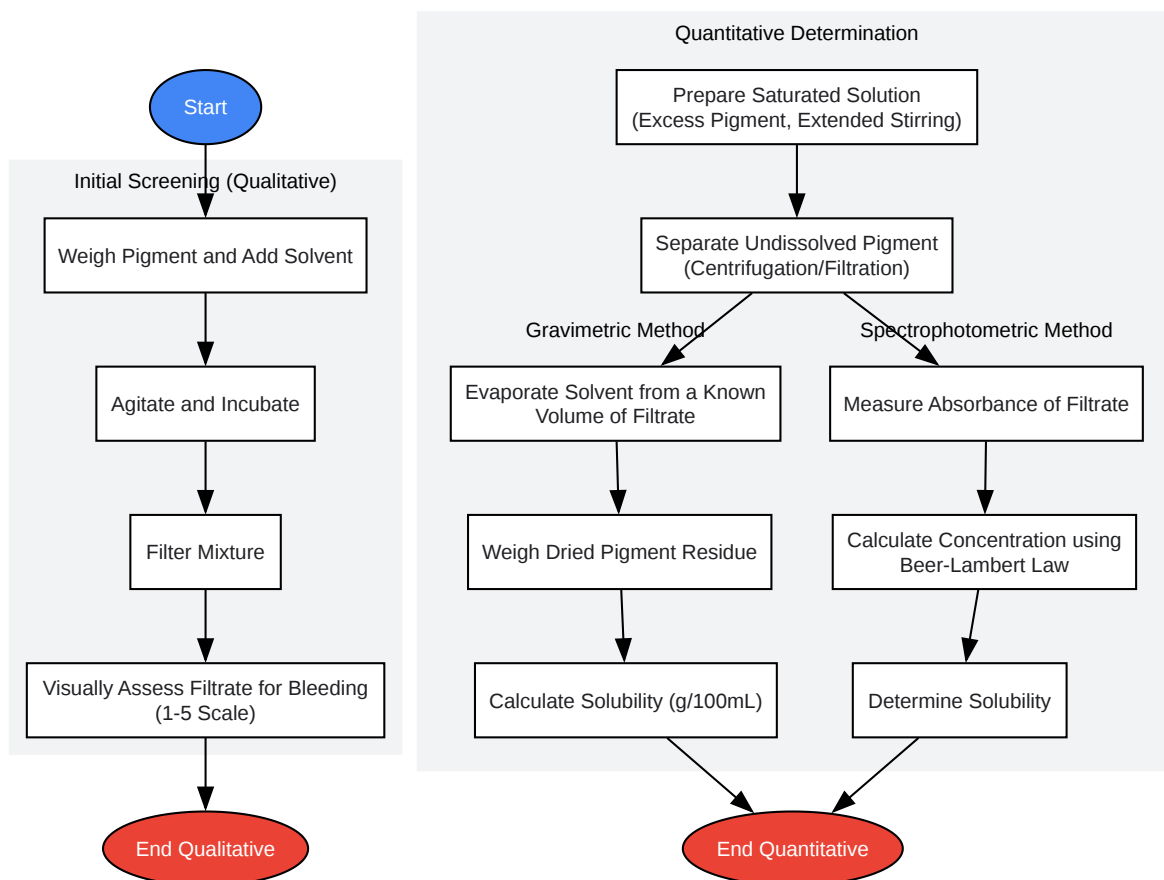 Start
Initial Screening (Qualitative)
Weigh Pigment and Add Solvent
Agitate and Incubate
Filter Mixture
Visually Assess Filtrate for Bleeding
(1-5 Scale)
End Qualitative
Quantitative Determination
Prepare Saturated Solution
(Excess Pigment, Extended Stirring)
Separate Undissolved Pigment
(Centrifugation/Filtration)
Gravimetric Method
Evaporate Solvent from a Known
Volume of Filtrate
Weigh Dried Pigment Residue
Calculate Solubility (g/100mL)
Spectrophotometric Method
Measure Absorbance of Filtrate
Calculate Concentration using
Beer-Lambert Law
Determine Solubility
End Quantitative